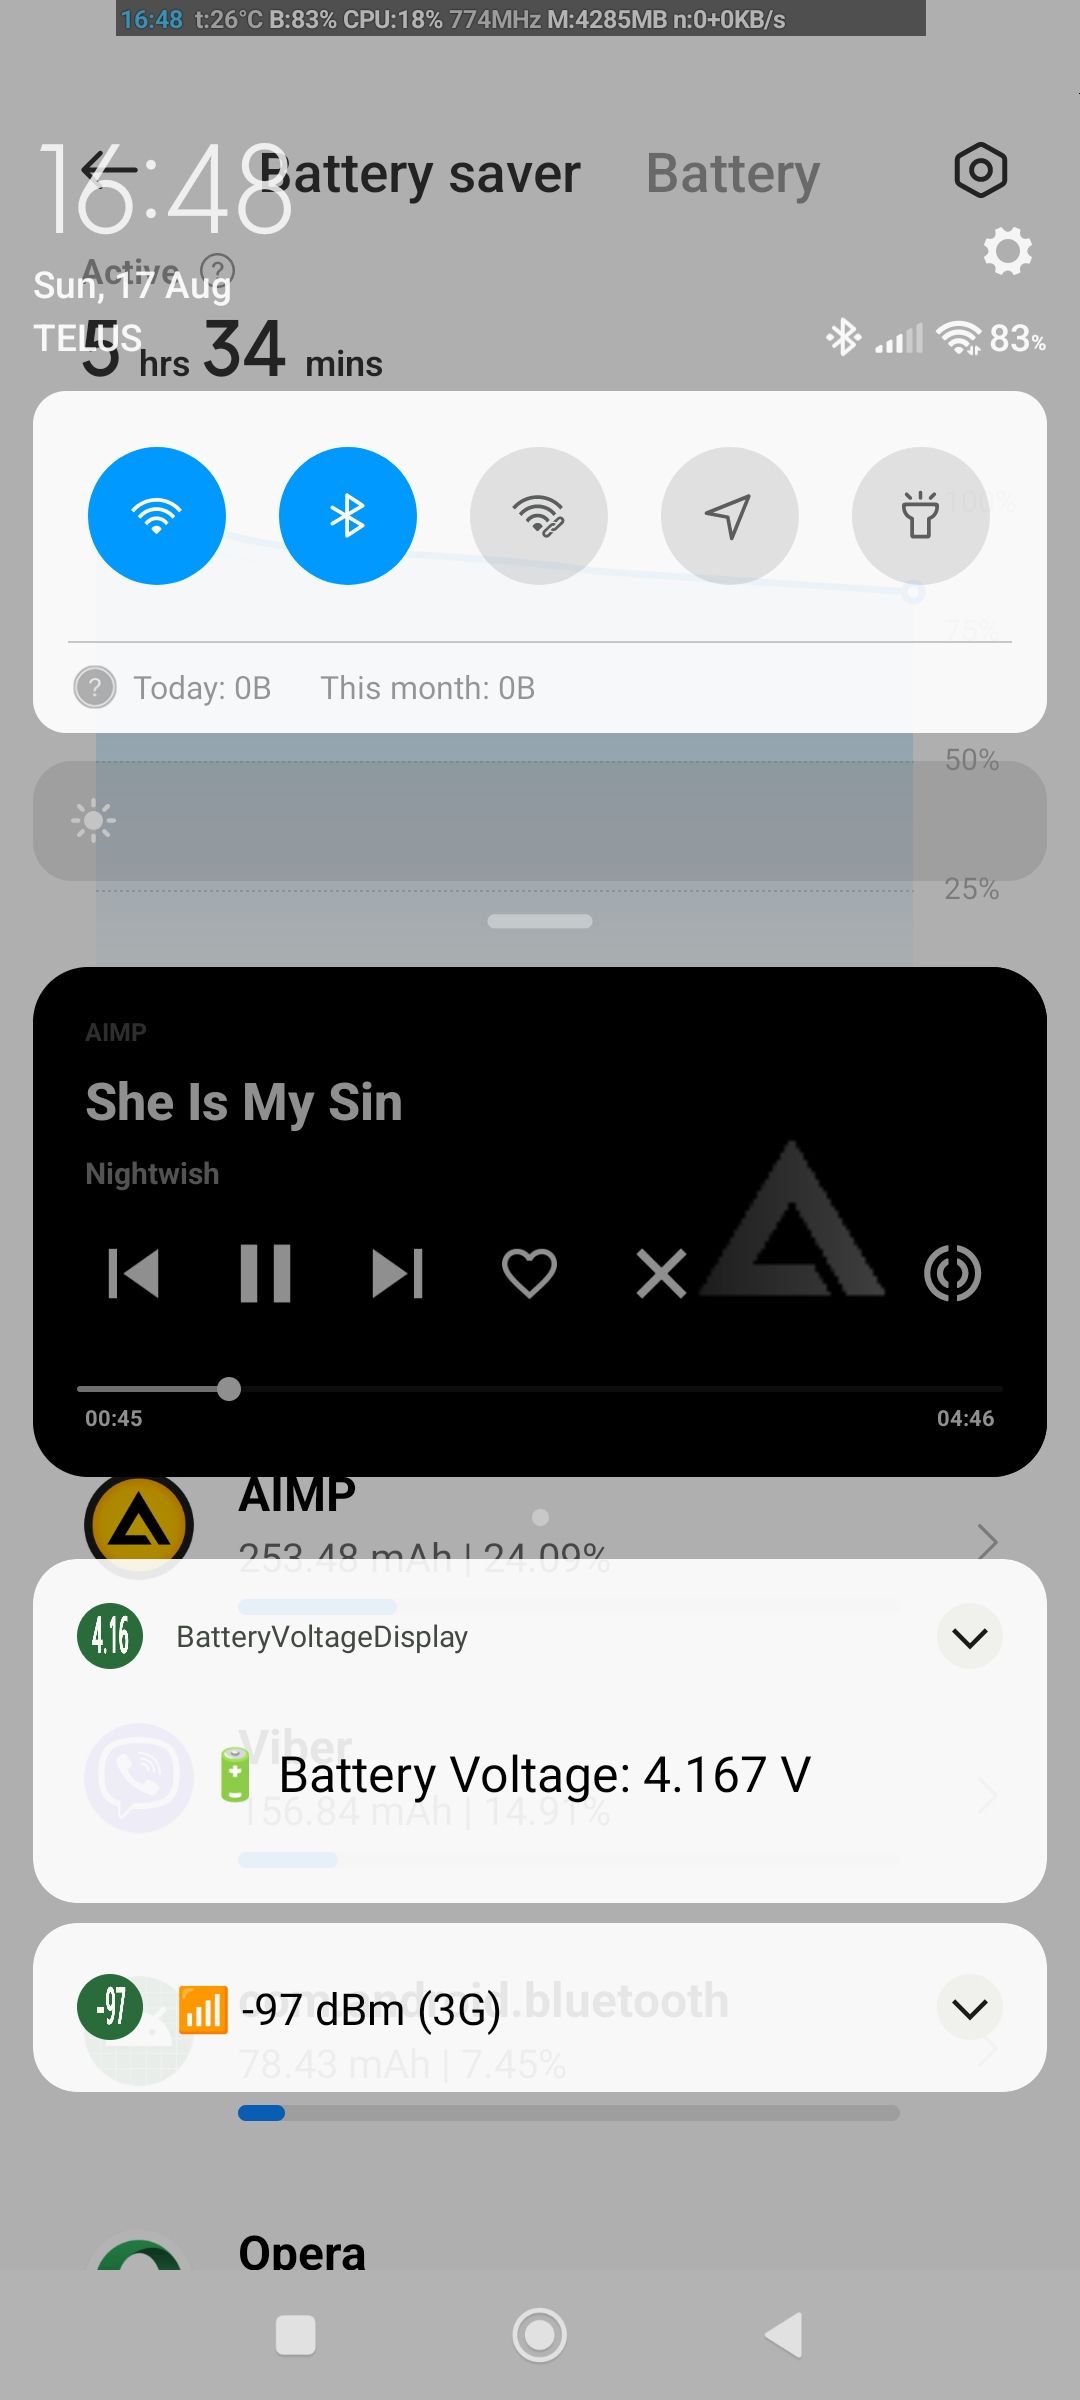 16:48 t:26°C B:83% CPU:18% 774MHz M:4285MB n:0+0KB/s
16:48
Battery saver Battery
Active ?
Sun, 17 Aug
TELUS
83%
5 hrs 34 mins
100%
75%
? Today: 0B This month: 0B
50%
25%
AIMP
She Is My Sin
Nightwish
00:45 04:46
AIMP
253.48 mAh | 24.09%
4.16 BatteryVoltageDisplay
Viber
Battery Voltage: 4.167 V
156.84 mAh | 14.91%
com.android.bluetooth
-97 -97 dBm (3G)
78.43 mAh | 7.45%
Opera